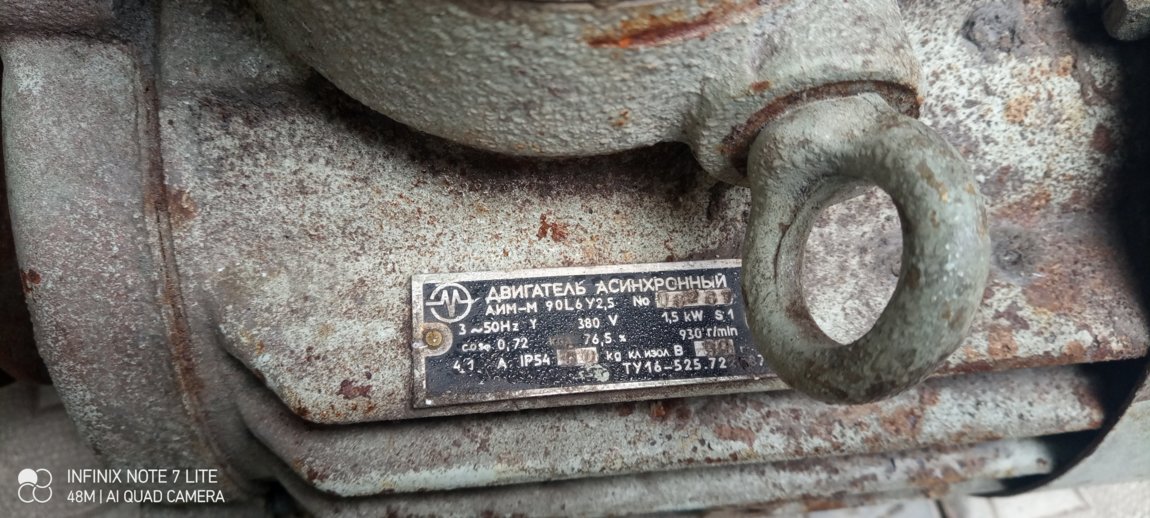 ДВИГАТЕЛЬ АСИНХРОННЫЙ
АИМ-М 90L6У2,5 No
3~50Hz Y 380 V 1,5 kW S1
cosφ 0,72 76,5 % 930 r/min
4,1 A IP54 kg КЛ ИЗОЛ В
ТУ16-525.72
INFINIX NOTE 7 LITE
48M | AI QUAD CAMERA